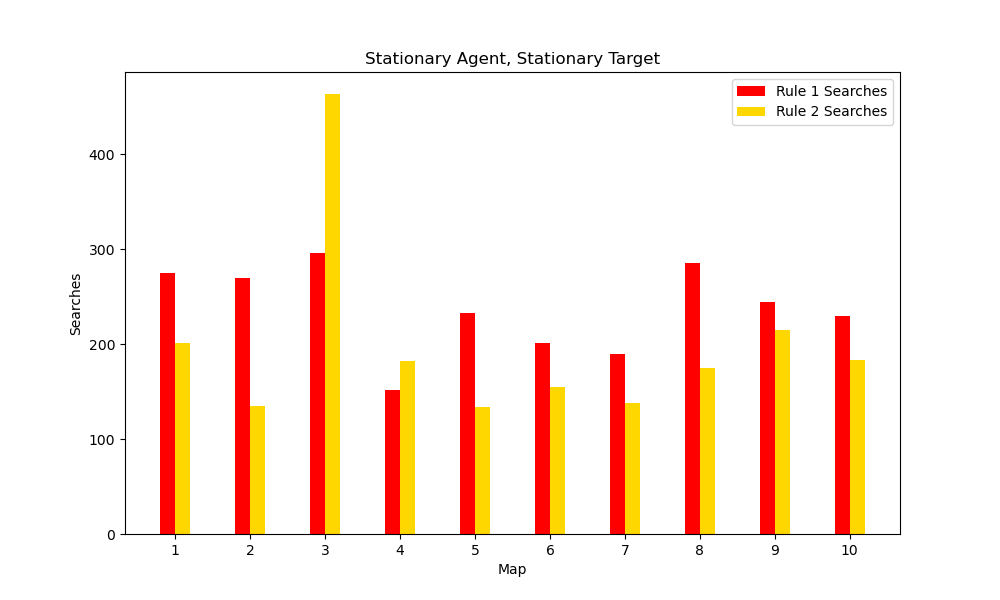 Stationary Agent, Stationary Target
Rule 1 Searches
Rule 2 Searches
400
300
200
100
0
Searches
1 2 3 4 5 6 7 8 9 10
Map